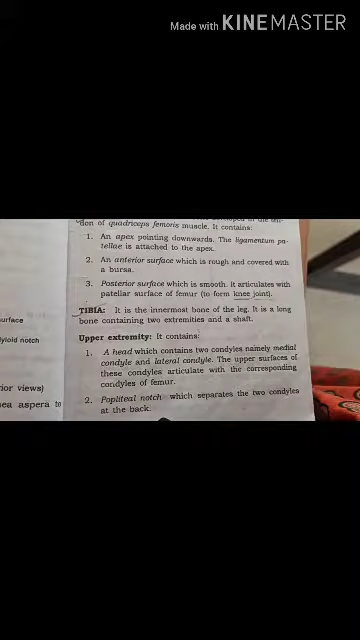 Made with KINEMASTER
don of quadriceps femoris muscle. It contains:
1. An apex pointing downwards. The ligamentum pa-
tellae is attached to the apex.
2. An anterior surface which is rough and covered with
a bursa.
3. Posterior surface which is smooth. It articulates with
patellar surface of femur (to form knee joint).
TIBIA: It is the innermost bone of the leg. It is a long
bone containing two extremities and a shaft.
Upper extremity: It contains:
1. A head which contains two condyles namely medial
condyle and lateral condyle. The upper surfaces of
these condyles articulate with the corresponding
condyles of femur.
2. Popliteal notch which separates the two condyles
at the back.
surface
yloid notch
rior views)
ea aspera to